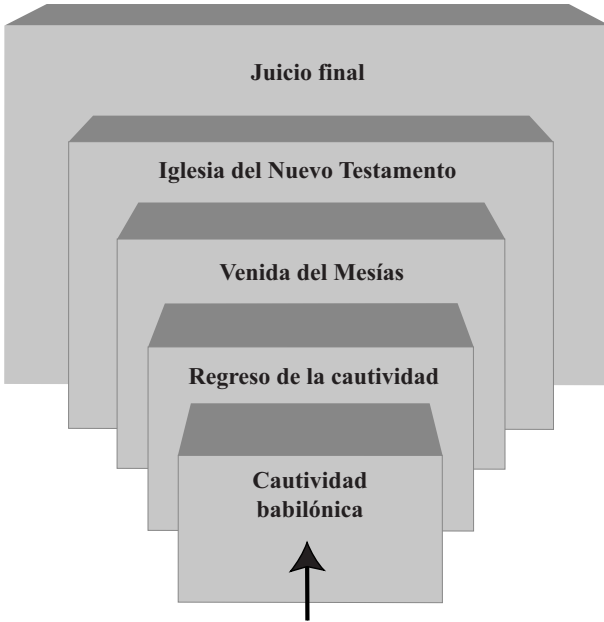 Juicio final
Iglesia del Nuevo Testamento
Venida del Mesías
Regreso de la cautividad
Cautividad
babilónica